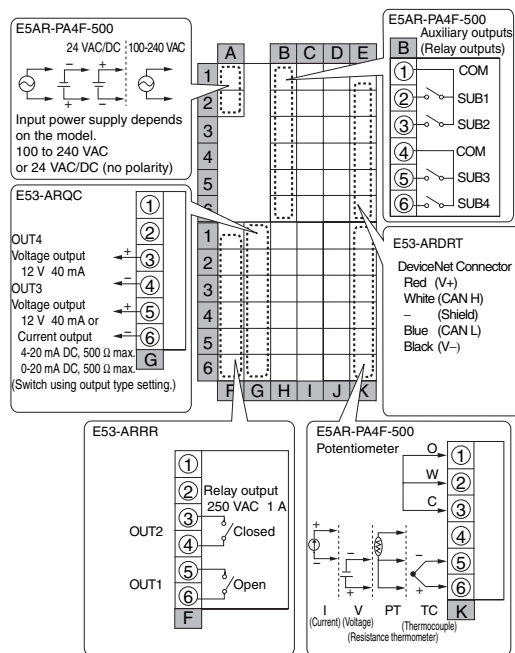 E5AR-PA4F-500
24 VAC/DC 100-240 VAC
Input power supply depends
on the model.
100 to 240 VAC
or 24 VAC/DC (no polarity)
E5AR-PA4F-500
Auxiliary outputs
(Relay outputs)
B
1 COM
2 SUB1
3 SUB2
4 COM
5 SUB3
6 SUB4
A B C D E
1
2
3
4
5
6
1
2
3
4
5
6
F G H I J K
E53-ARQC
1
2
3
4
5
6
G
OUT4
Voltage output
12 V 40 mA
+
−
OUT3
Voltage output
12 V 40 mA or
Current output
+
−
4-20 mA DC, 500 Ω max.
0-20 mA DC, 500 Ω max.
(Switch using output type setting.)
E53-ARDRT
DeviceNet Connector
Red (V+)
White (CAN H)
– (Shield)
Blue (CAN L)
Black (V–)
E53-ARRR
1
2
3
4
5
6
F
Relay output
250 VAC 1 A
OUT2 Closed
OUT1 Open
E5AR-PA4F-500
Potentiometer
O 1
W 2
C 3
4
5
6
K
I V PT TC
(Current) (Voltage) (Thermocouple)
(Resistance thermometer)